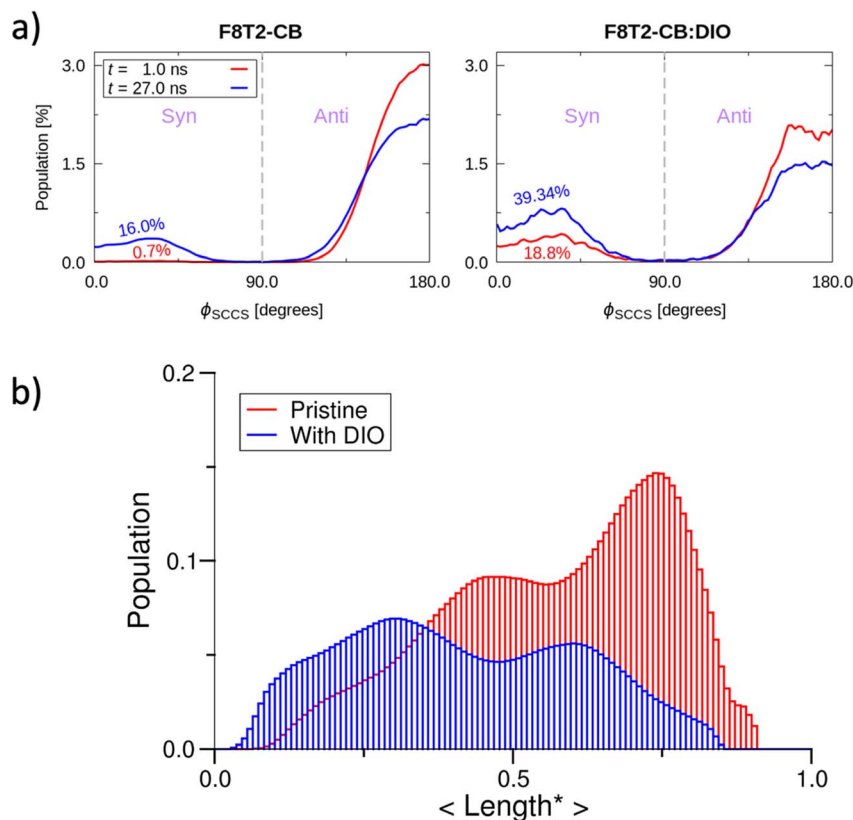 a)
F8T2-CB
F8T2-CB:DIO
3.0
t = 1.0 ns
t = 27.0 ns
Syn
Anti
3.0
Syn
Anti
Population [%]
1.5
16.0%
0.7%
1.5
39.34%
18.8%
0.0
0.0
0.0 90.0 180.0
0.0 90.0 180.0
ϕSCCS [degrees]
ϕSCCS [degrees]
b)
0.2
Pristine
With DIO
Population
0.1
0.0
0.0 0.5 1.0
< Length* >